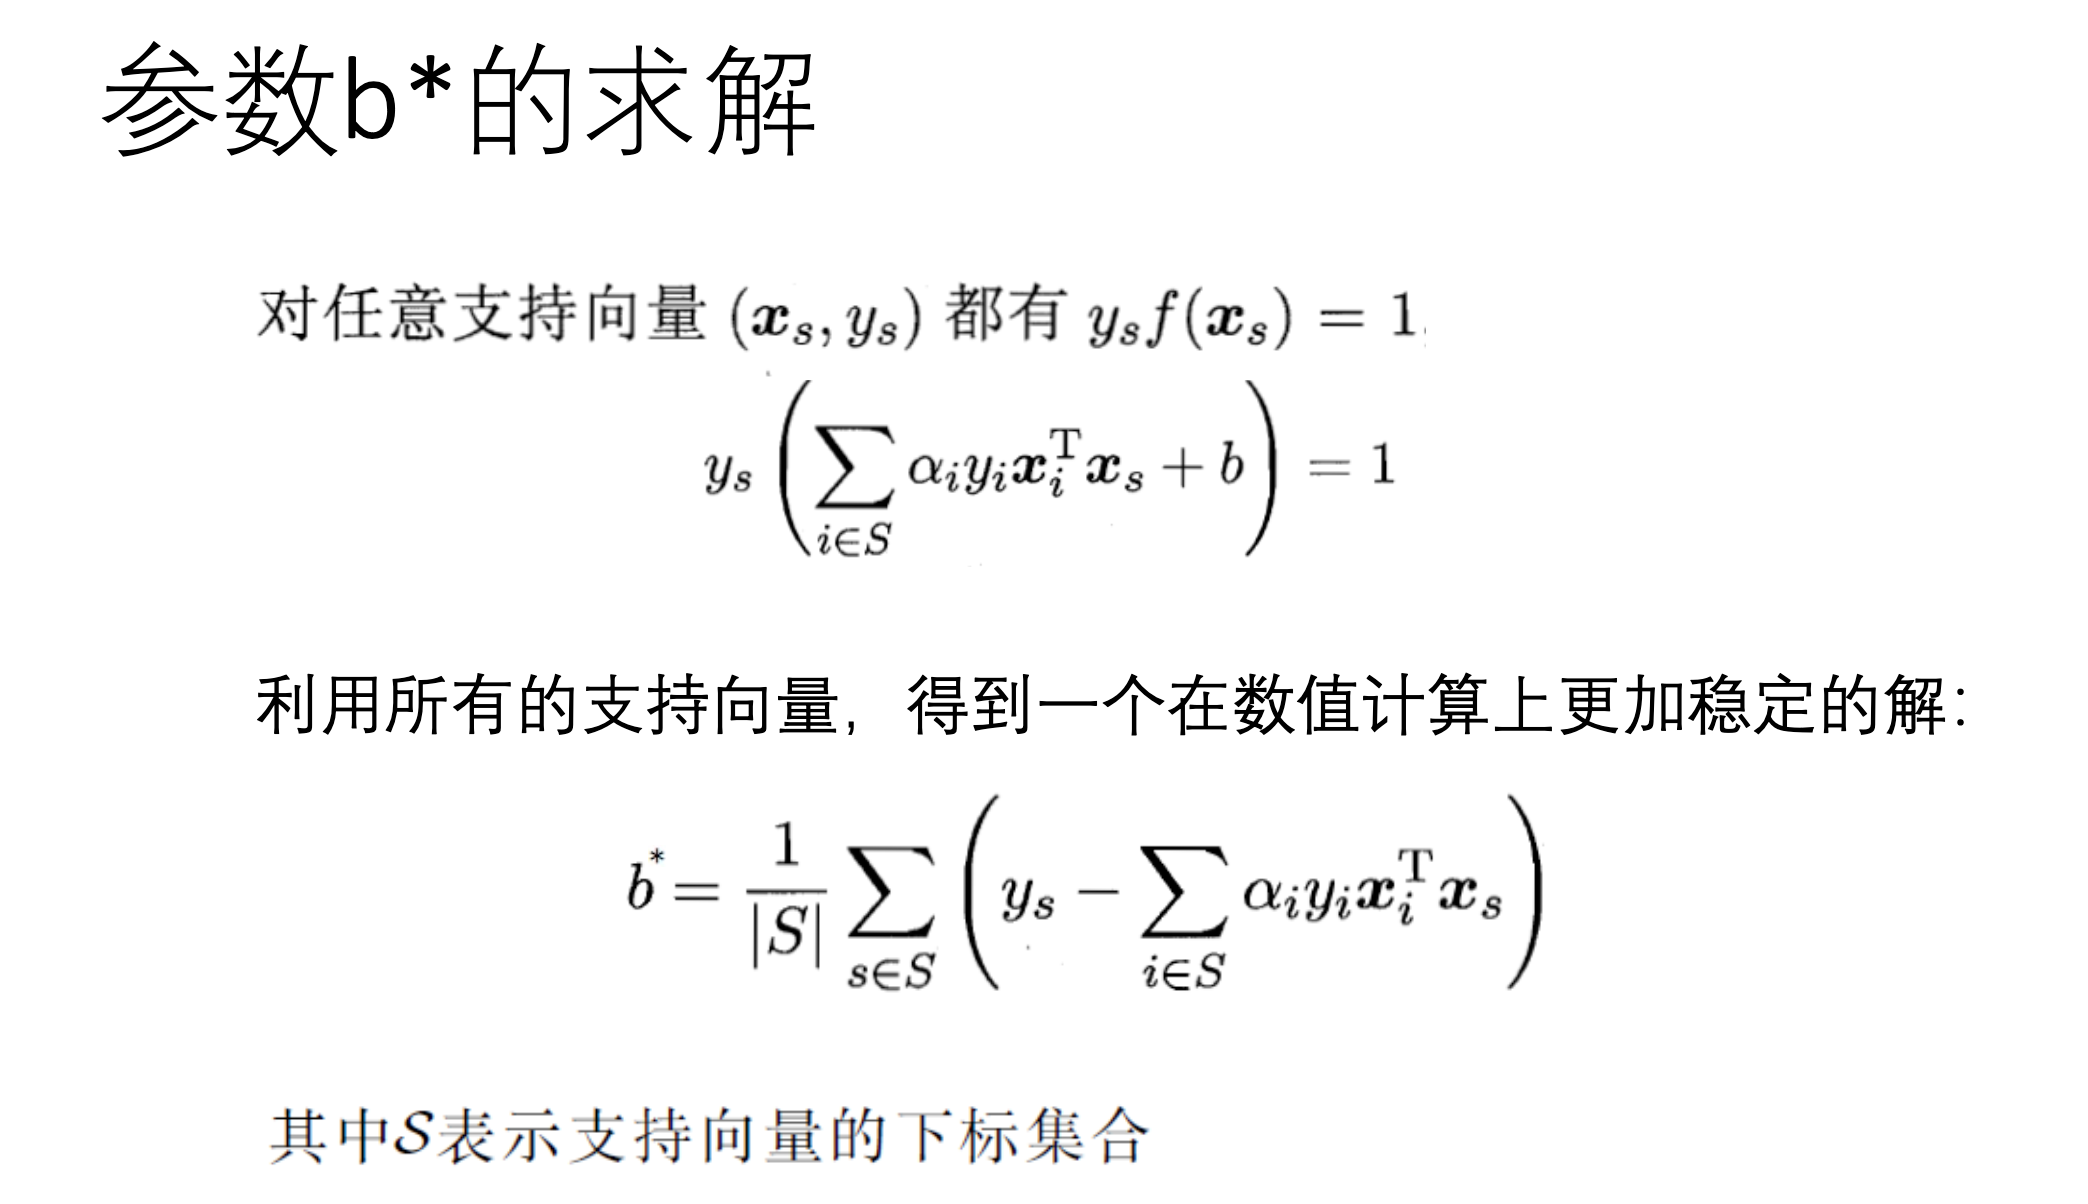 参数b*的求解
对任意支持向量 $(\boldsymbol{x}_s, y_s)$ 都有 $y_s f(\boldsymbol{x}_s) = 1$
$y_s \left( \sum_{i \in S} \alpha_i y_i \boldsymbol{x}_i^{\mathrm{T}} \boldsymbol{x}_s + b \right) = 1$
利用所有的支持向量，得到一个在数值计算上更加稳定的解：
$b^* = \frac{1}{|S|} \sum_{s \in S} \left( y_s - \sum_{i \in S} \alpha_i y_i \boldsymbol{x}_i^{\mathrm{T}} \boldsymbol{x}_s \right)$
其中$\mathcal{S}$表示支持向量的下标集合